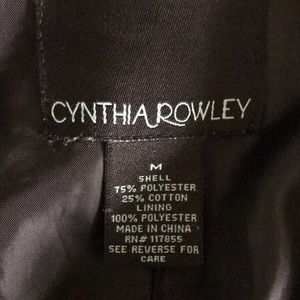 CYNTHIA ROWLEY
M
SHELL
75% POLYESTER
25% COTTON
LINING
100% POLYESTER
MADE IN CHINA
RN# 117855
SEE REVERSE FOR
CARE